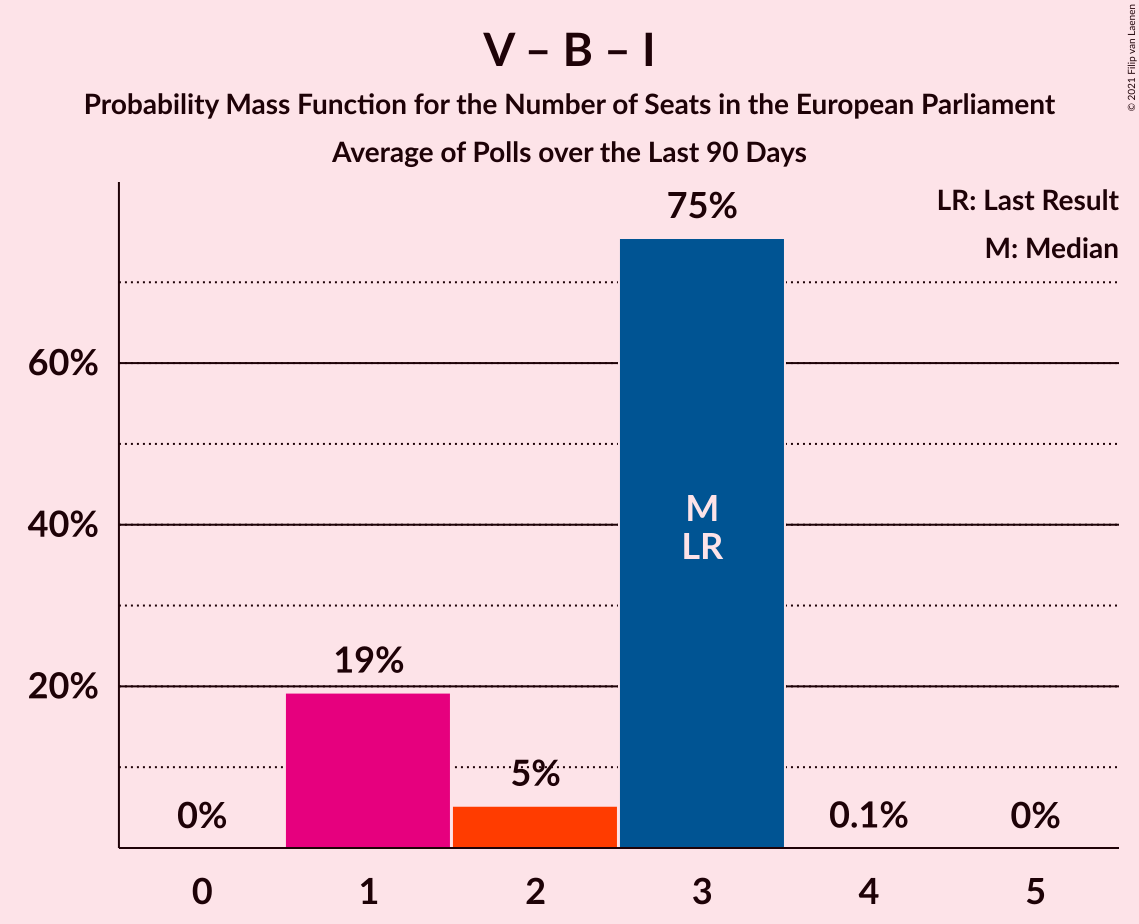 V – B – I
Probability Mass Function for the Number of Seats in the European Parliament
Average of Polls over the Last 90 Days
© 2021 Filip van Laenen
LR: Last Result
M: Median
75%
60%
M
40%
LR
19%
20%
5%
0%
0.1%
0%
0 1 2 3 4 5